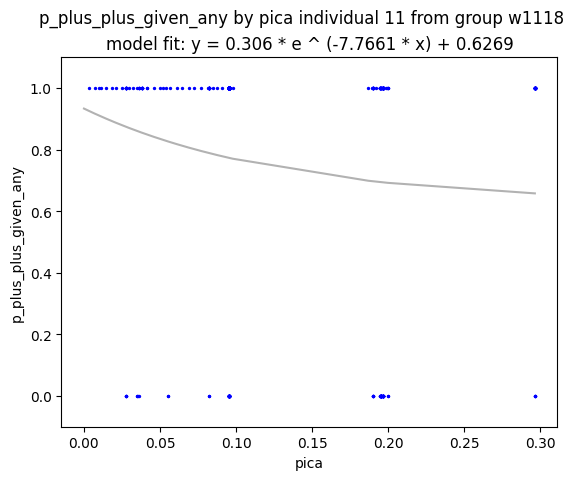 p_plus_plus_given_any by pica individual 11 from group w1118
model fit: y = 0.306 * e ^ (-7.7661 * x) + 0.6269
1.0
0.8
0.6
0.4
0.2
0.0
p_plus_plus_given_any
0.00 0.05 0.10 0.15 0.20 0.25 0.30
pica